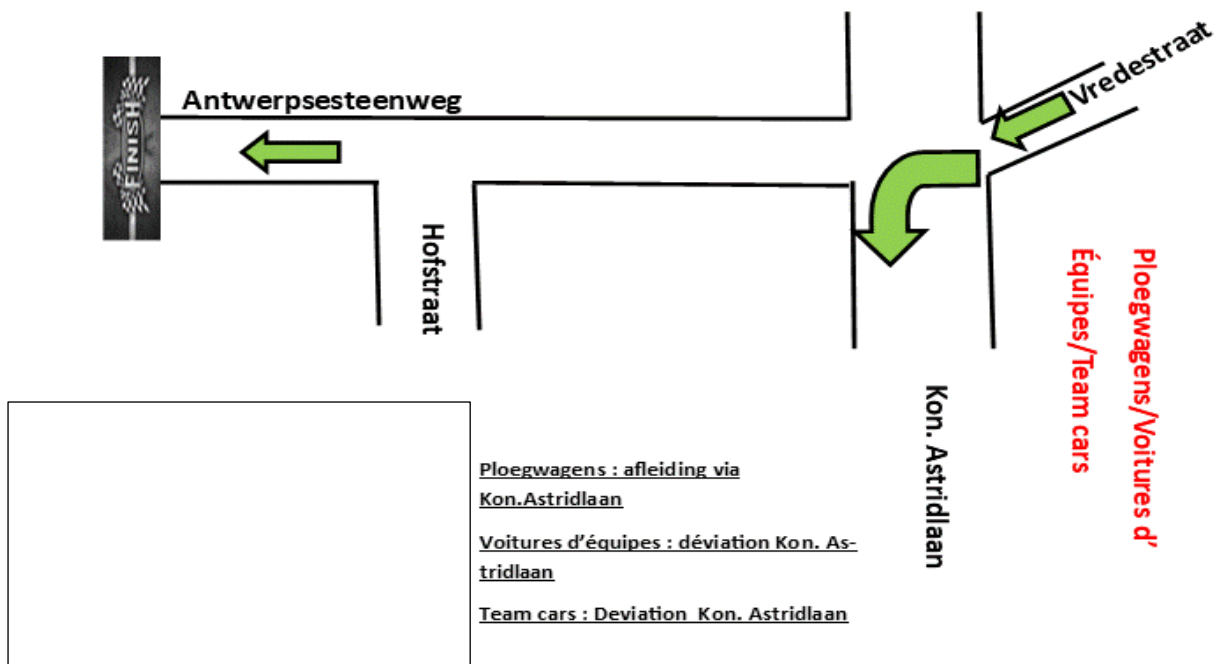 Vredestraat
Antwerpsesteenweg
FINISH
Hofstraat
Kon. Astridlaan
Ploegwagens/Voitures d’
Équipes/Team cars
Ploegwagens : afleiding via
Kon.Astridlaan
Voitures d’équipes : déviation Kon. As-
tridlaan
Team cars : Deviation Kon. Astridlaan